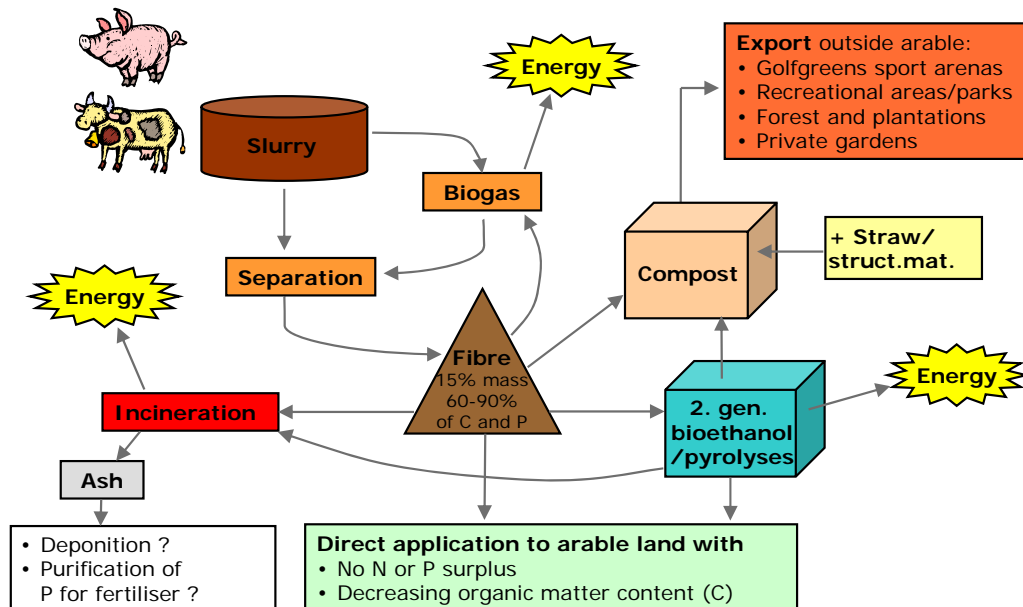 Energy
Export outside arable:
• Golfgreens sport arenas
• Recreational areas/parks
• Forest and plantations
• Private gardens
Slurry
Biogas
+ Straw/
struct.mat.
Compost
Separation
Energy
Fibre
15% mass
60-90%
of C and P
Energy
Incineration
2. gen.
bioethanol
/pyrolyses
Ash
• Deponition ?
• Purification of
P for fertiliser ?
Direct application to arable land with
• No N or P surplus
• Decreasing organic matter content (C)